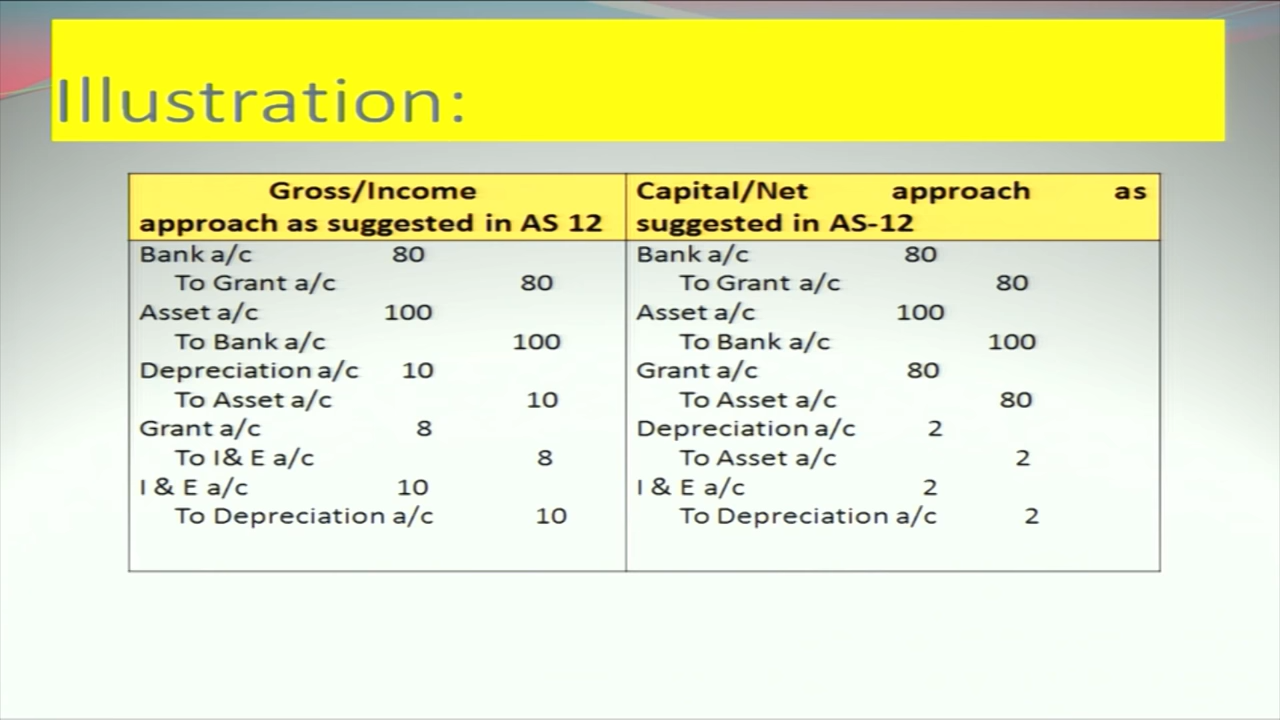 Illustration:
Gross/Income
approach as suggested in AS 12
Bank a/c 80
To Grant a/c 80
Asset a/c 100
To Bank a/c 100
Depreciation a/c 10
To Asset a/c 10
Grant a/c 8
To I& E a/c 8
I & E a/c 10
To Depreciation a/c 10
Capital/Net approach as
suggested in AS-12
Bank a/c 80
To Grant a/c 80
Asset a/c 100
To Bank a/c 100
Grant a/c 80
To Asset a/c 80
Depreciation a/c 2
To Asset a/c 2
I & E a/c 2
To Depreciation a/c 2